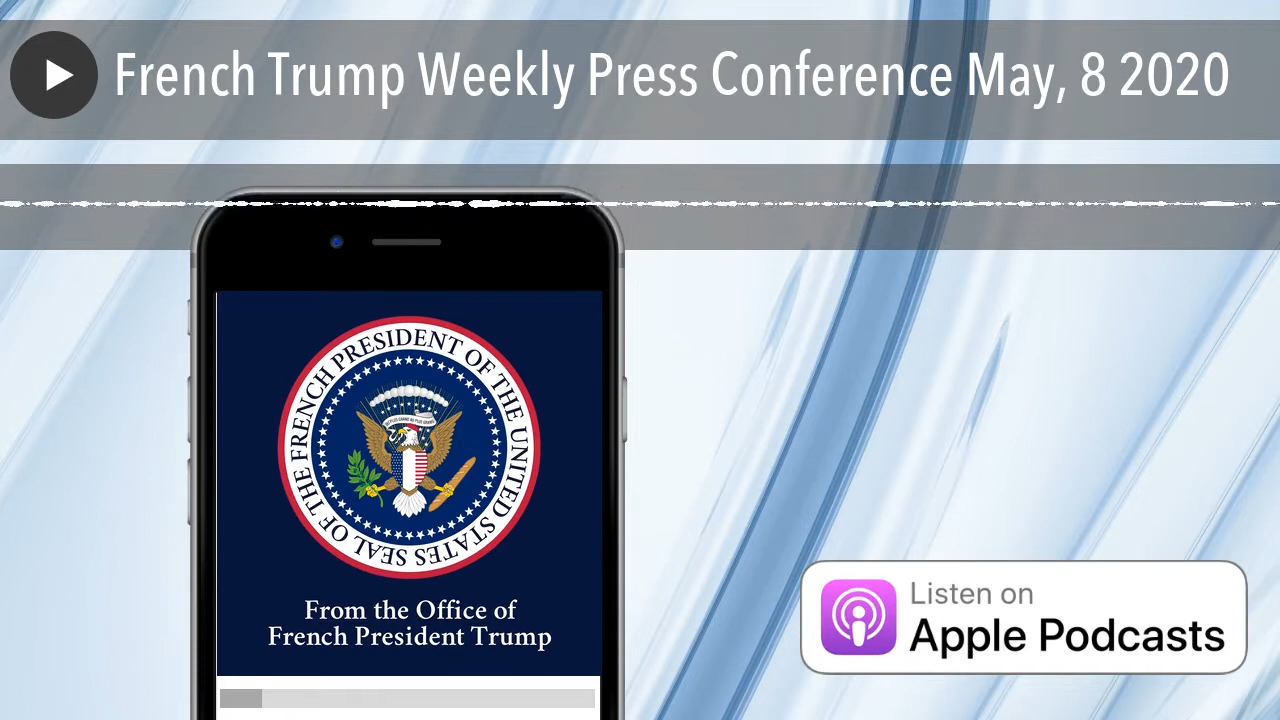 French Trump Weekly Press Conference May, 8 2020
SEAL OF THE FRENCH PRESIDENT OF THE UNITED STATES
From the Office of
French President Trump
Listen on
Apple Podcasts